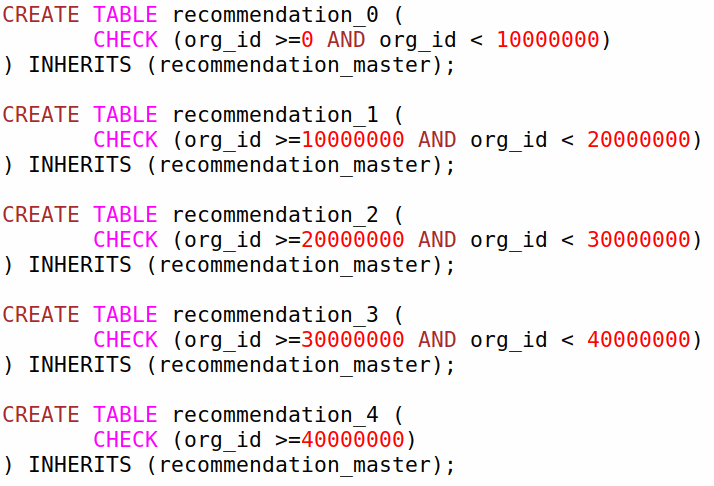 CREATE TABLE recommendation_0 (
       CHECK (org_id >=0 AND org_id < 10000000)
) INHERITS (recommendation_master);

CREATE TABLE recommendation_1 (
       CHECK (org_id >=10000000 AND org_id < 20000000)
) INHERITS (recommendation_master);

CREATE TABLE recommendation_2 (
       CHECK (org_id >=20000000 AND org_id < 30000000)
) INHERITS (recommendation_master);

CREATE TABLE recommendation_3 (
       CHECK (org_id >=30000000 AND org_id < 40000000)
) INHERITS (recommendation_master);

CREATE TABLE recommendation_4 (
       CHECK (org_id >=40000000)
) INHERITS (recommendation_master);